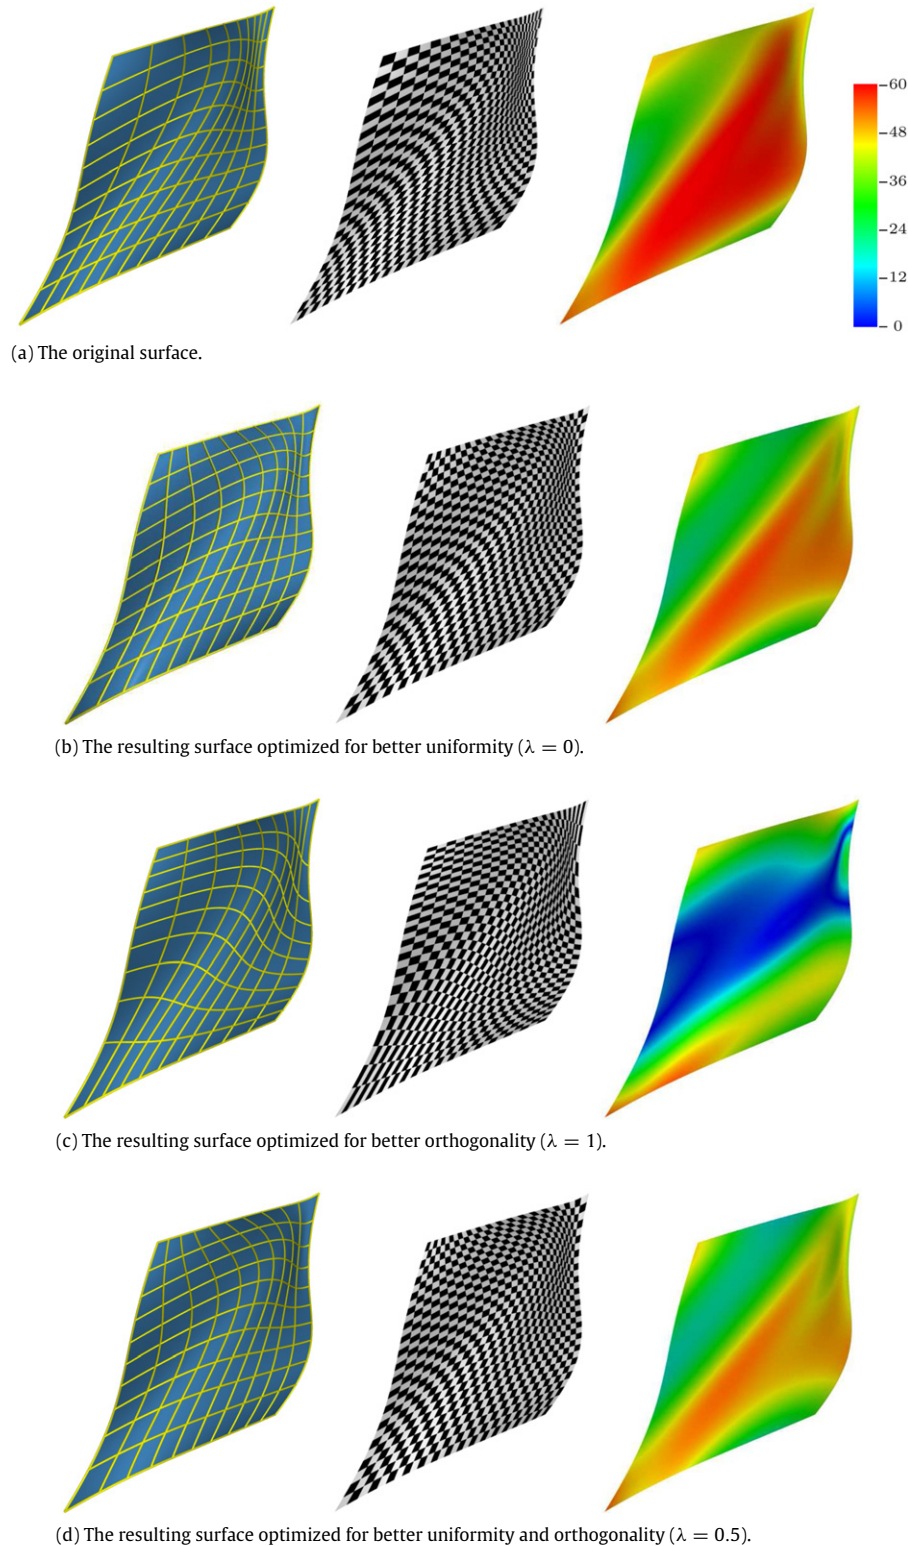 60
48
36
24
12
0
(a) The original surface.
(b) The resulting surface optimized for better uniformity (λ = 0).
(c) The resulting surface optimized for better orthogonality (λ = 1).
(d) The resulting surface optimized for better uniformity and orthogonality (λ = 0.5).